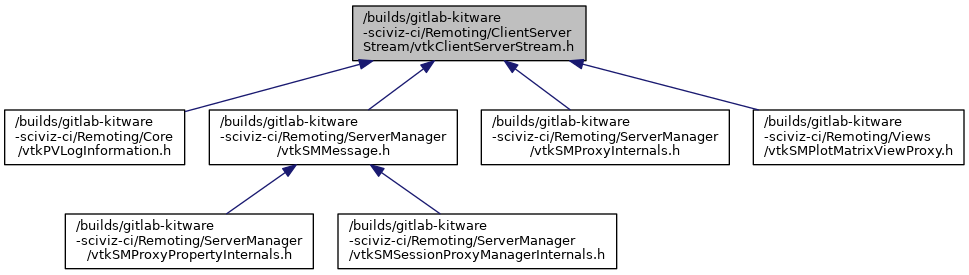 /builds/gitlab-kitware
-sciviz-ci/Remoting/ClientServer
Stream/vtkClientServerStream.h
/builds/gitlab-kitware
-sciviz-ci/Remoting/Core
/vtkPVLogInformation.h
/builds/gitlab-kitware
-sciviz-ci/Remoting/ServerManager
/vtkSMMessage.h
/builds/gitlab-kitware
-sciviz-ci/Remoting/ServerManager
/vtkSMProxyInternals.h
/builds/gitlab-kitware
-sciviz-ci/Remoting/Views
/vtkSMPlotMatrixViewProxy.h
/builds/gitlab-kitware
-sciviz-ci/Remoting/ServerManager
/vtkSMProxyPropertyInternals.h
/builds/gitlab-kitware
-sciviz-ci/Remoting/ServerManager
/vtkSMSessionProxyManagerInternals.h